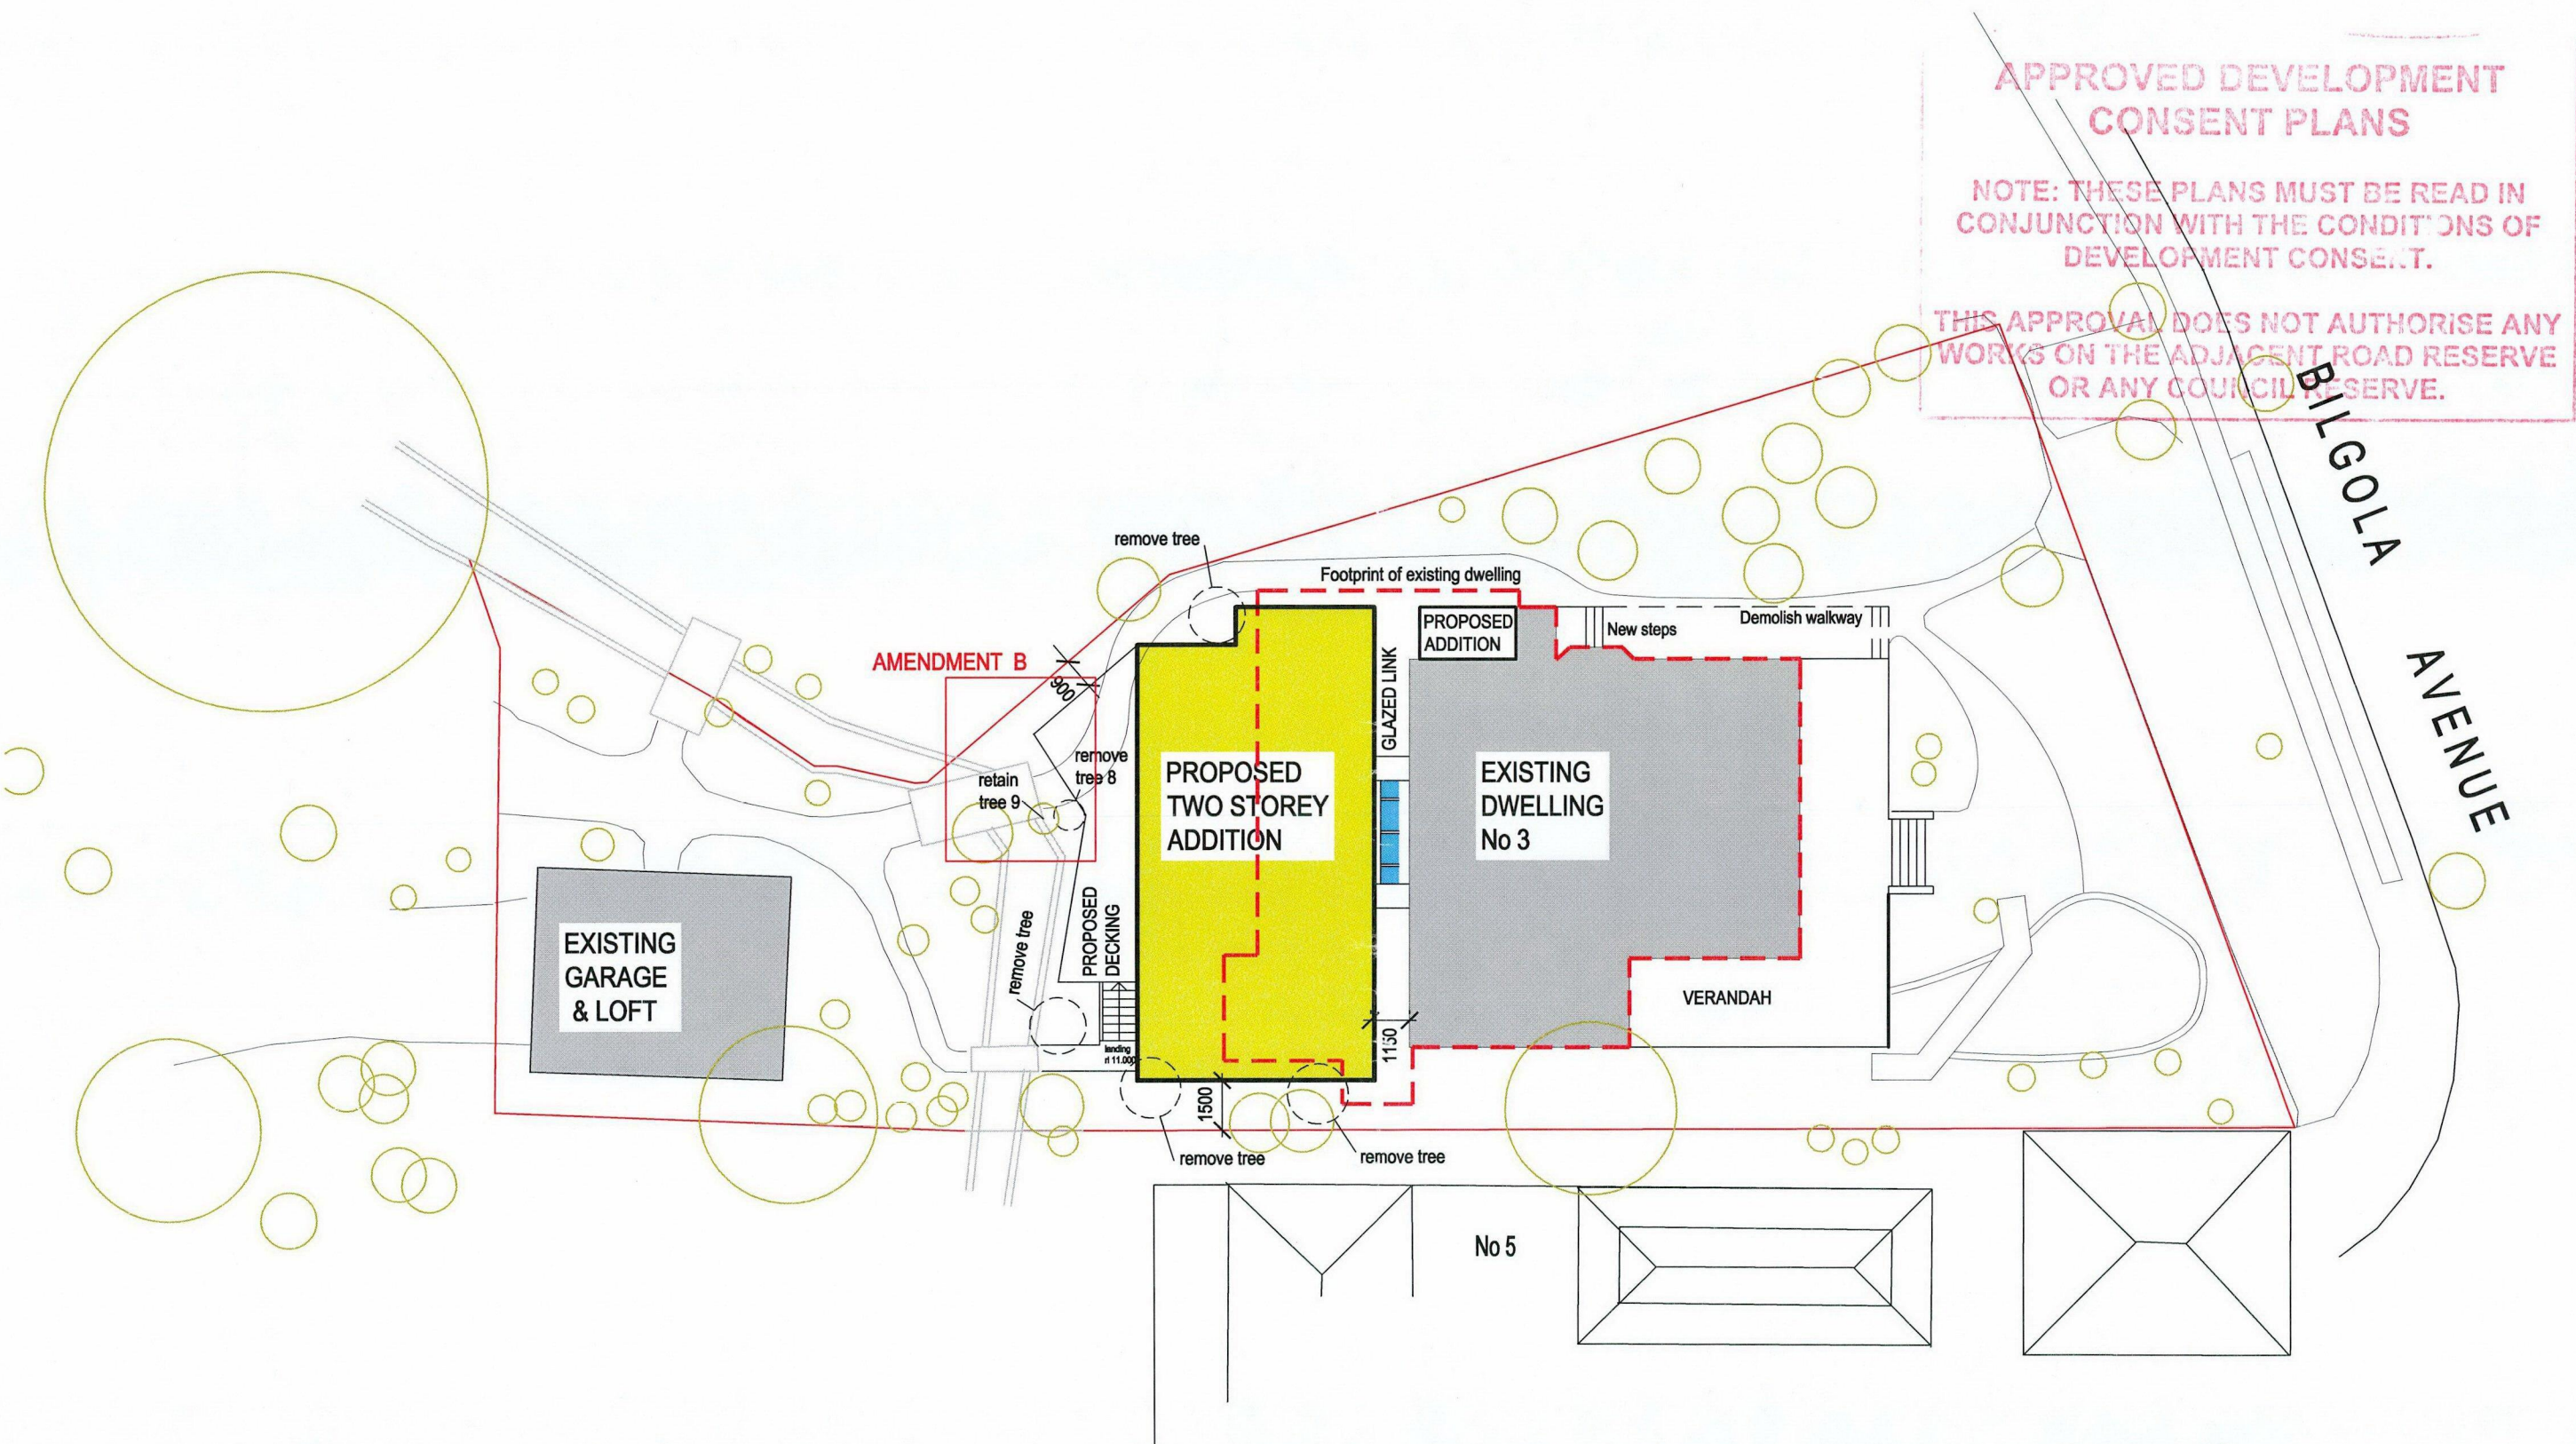 APPROVED DEVELOPMENT
CONSENT PLANS
NOTE: THESE PLANS MUST BE READ IN
CONJUNCTION WITH THE CONDITIONS OF
DEVELOPMENT CONSENT.
THIS APPROVAL DOES NOT AUTHORISE ANY
WORKS ON THE ADJACENT ROAD RESERVE
OR ANY COUNCIL RESERVE.
BILGOLA
AVENUE
remove tree
Footprint of existing dwelling
PROPOSED
ADDITION
New steps
Demolish walkway
AMENDMENT B
900
GLAZED LINK
remove
tree 8
retain
tree 9
PROPOSED
TWO STOREY
ADDITION
EXISTING
DWELLING
No 3
PROPOSED
DECKING
remove tree
EXISTING
GARAGE
& LOFT
VERANDAH
landing
rl 11.000
1150
1500
remove tree
remove tree
No 5